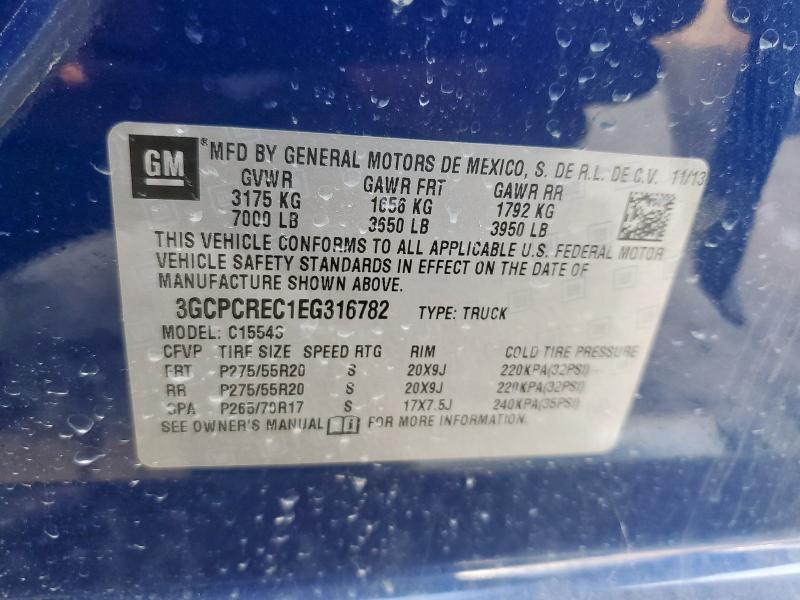 GM ® MFD BY GENERAL MOTORS DE MEXICO, S. DE R.L. DE C.V. 11/13
GVWR GAWR FRT GAWR RR
3175 KG 1656 KG 1792 KG
7000 LB 3650 LB 3950 LB
THIS VEHICLE CONFORMS TO ALL APPLICABLE U.S. FEDERAL MOTOR
VEHICLE SAFETY STANDARDS IN EFFECT ON THE DATE OF
MANUFACTURE SHOWN ABOVE.
3GCPCREC1EG316782 TYPE: TRUCK
MODEL: C15543
CFVP TIRE SIZE SPEED RTG RIM COLD TIRE PRESSURE
FRT P275/55R20 S 20X9J 220KPA(32PSI)
RR P275/55R20 S 20X9J 220KPA(32PSI)
SPA P265/70R17 S 17X7.5J 240KPA(35PSI)
SEE OWNER'S MANUAL FOR MORE INFORMATION.